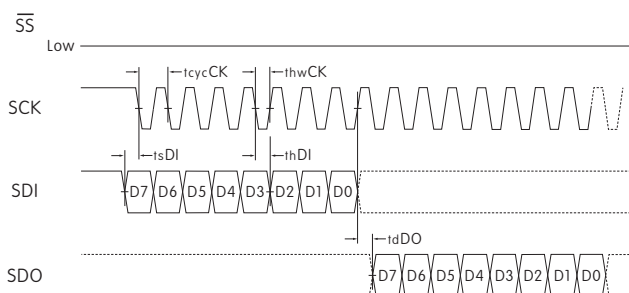 SS
Low
tcycCK thwCK
SCK
tsDI thDI
SDI D7 D6 D5 D4 D3 D2 D1 D0
tdDO
SDO D7 D6 D5 D4 D3 D2 D1 D0